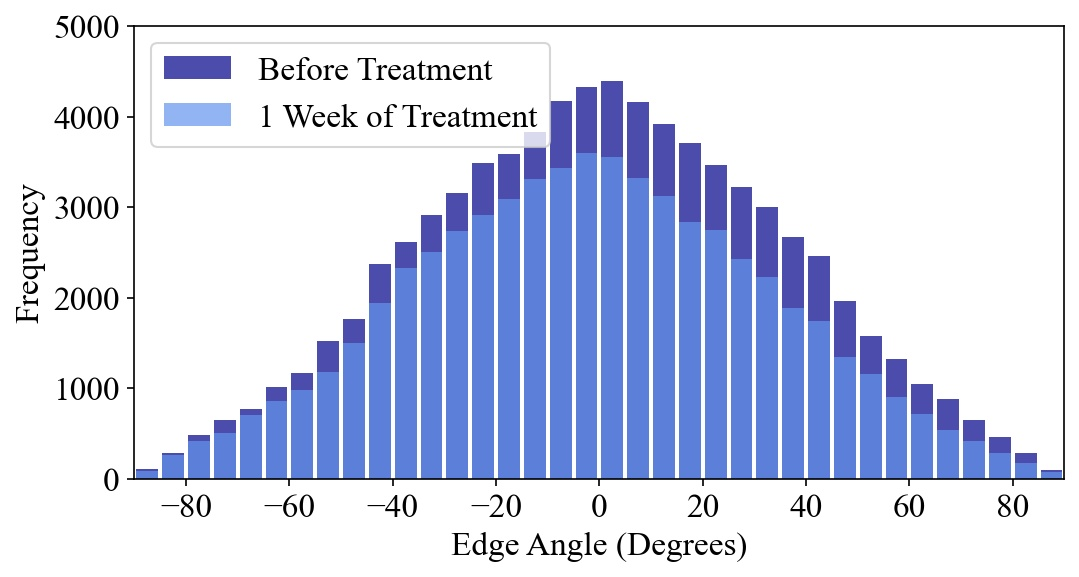 5000
4000
3000
2000
1000
0
Frequency
Before Treatment
1 Week of Treatment
−80 −60 −40 −20 0 20 40 60 80
Edge Angle (Degrees)